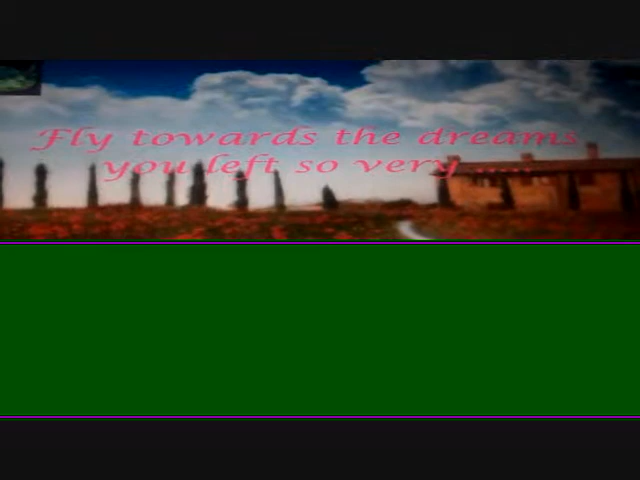 Fly towards the dreams
you left so very .....